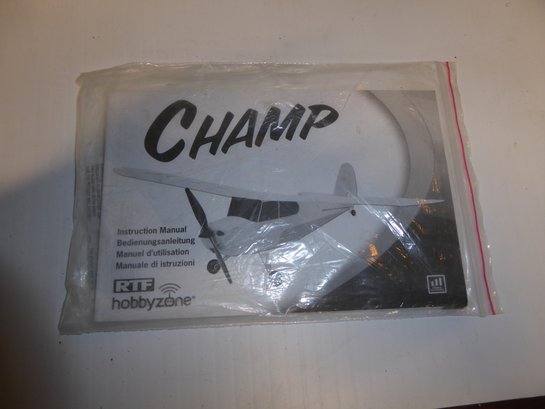 CHAMP
Instruction Manual
Bedienungsanleitung
Manuel d'utilisation
Manuale di istruzioni
RTF
hobbyzone®